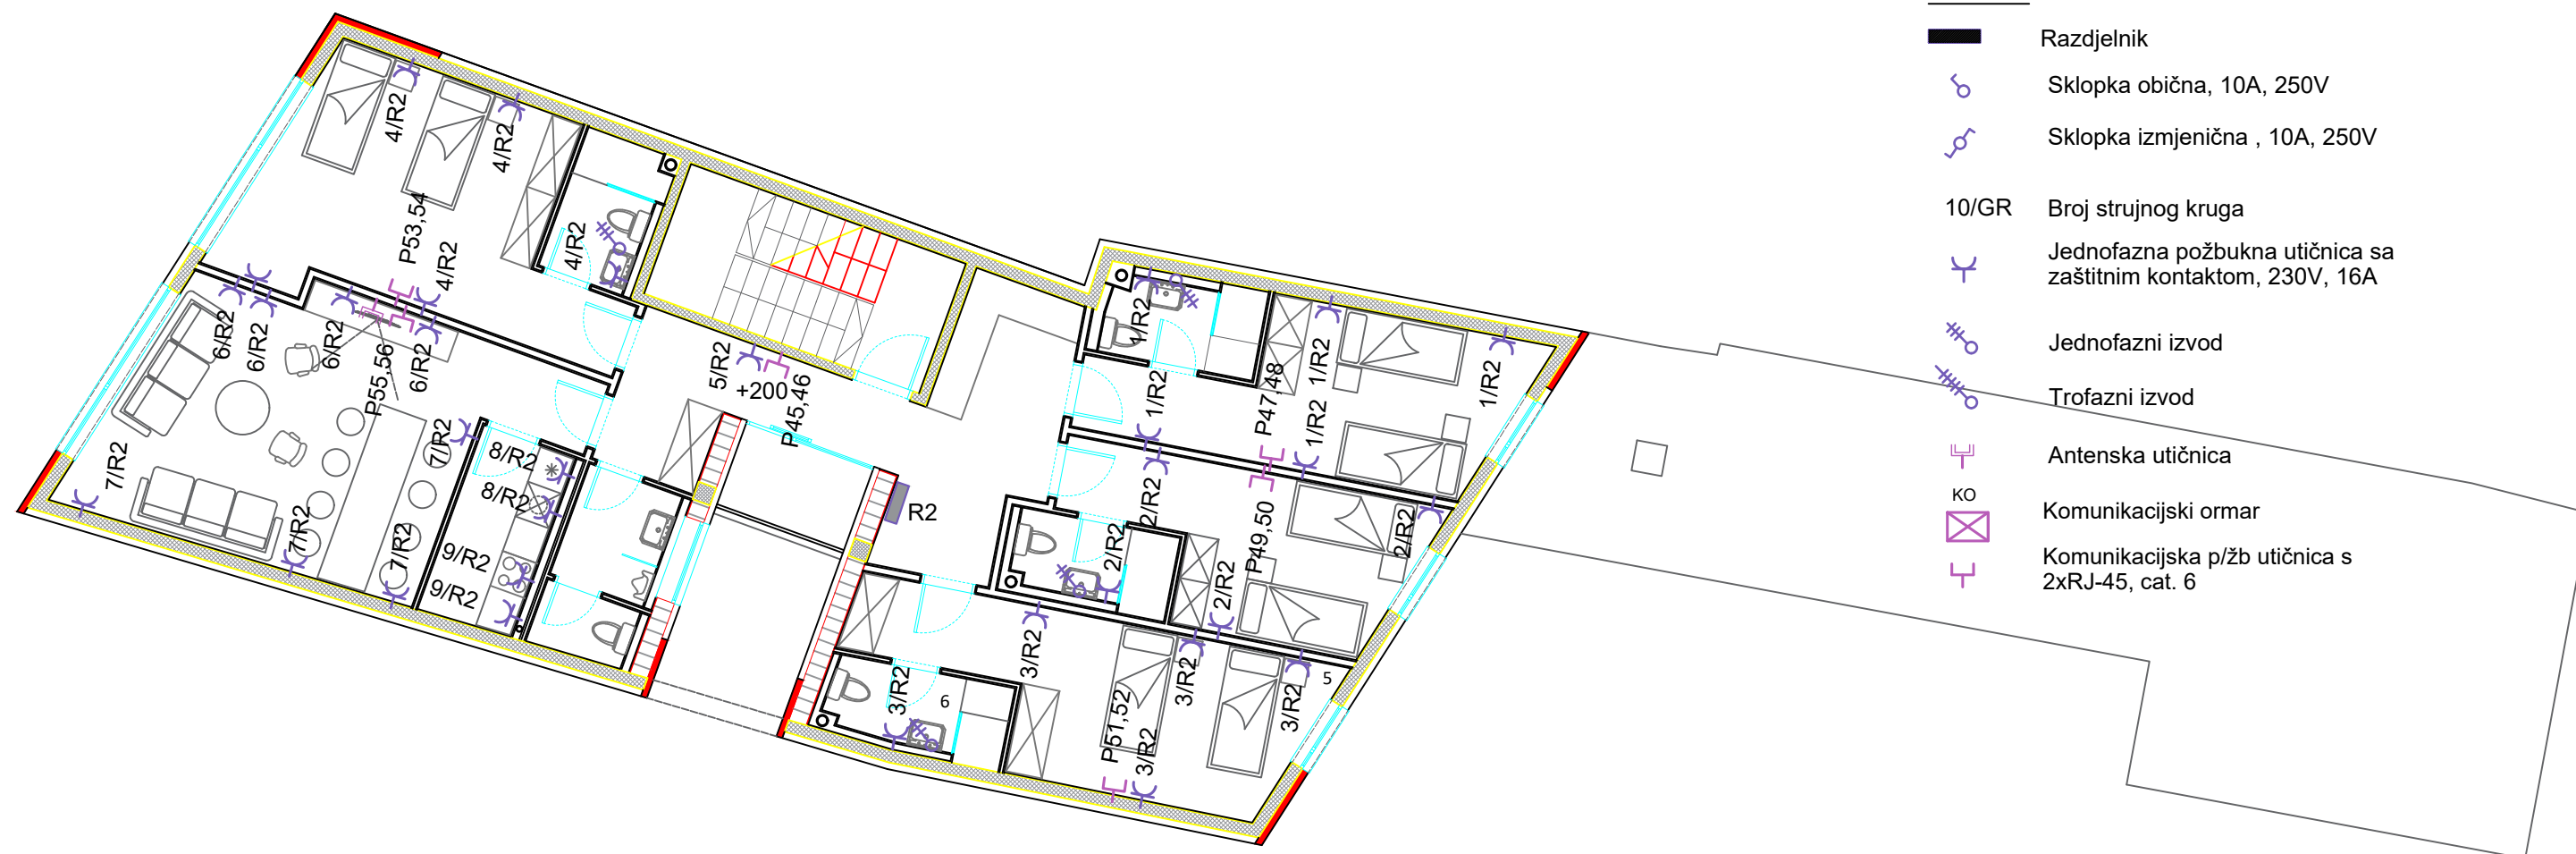 Razdjelnik
Sklopka obična, 10A, 250V
Sklopka izmjenična , 10A, 250V
10/GR Broj strujnog kruga
Jednofazna požbukna utičnica sa
zaštitnim kontaktom, 230V, 16A
Jednofazni izvod
Trofazni izvod
Antenska utičnica
KO
Komunikacijski ormar
Komunikacijska p/žb utičnica s
2xRJ-45, cat. 6
4/R2
4/R2
P53,54
4/R2
4/R2
6/R2
6/R2
6/R2
P55,56
6/R2
7/R2
7/R2
7/R2
7/R2
8/R2
8/R2
9/R2
9/R2
5/R2
+200
P45,46
R2
1/R2
1/R2
P47,48
1/R2
1/R2
1/R2
2/R2
2/R2
2/R2
P49,50
2/R2
3/R2
3/R2
6
P51,52
3/R2
3/R2
3/R2
5